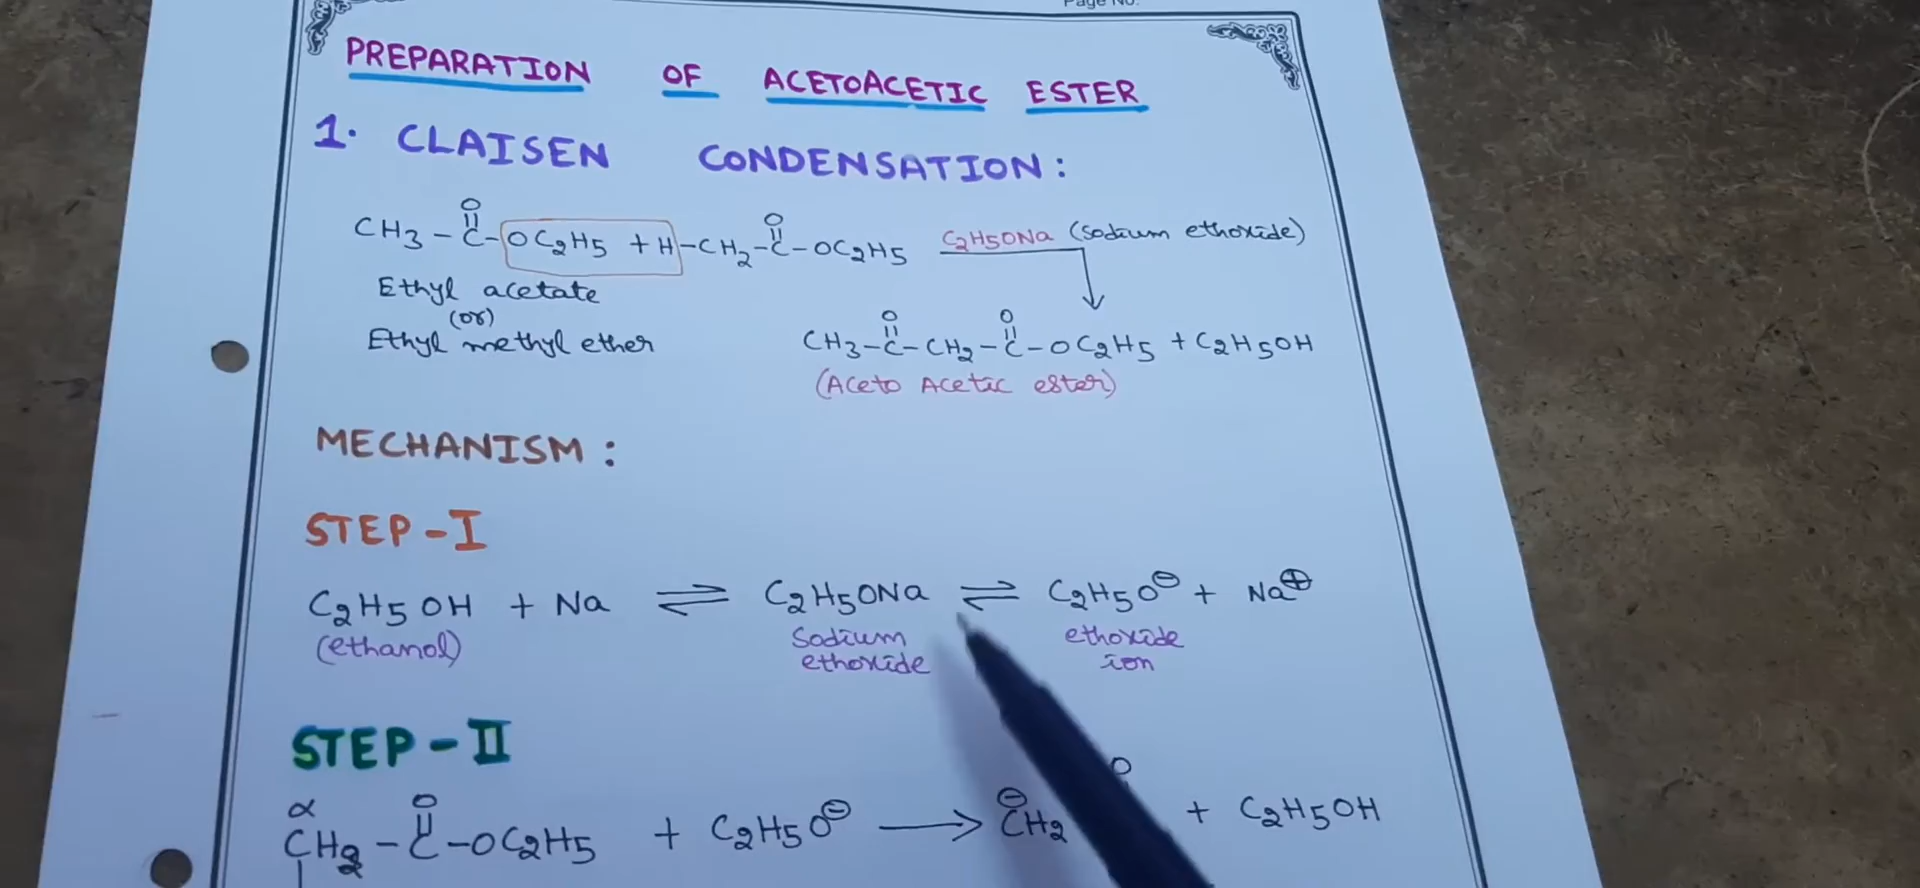 Page No.
PREPARATION OF ACETOACETIC ESTER
1. CLAISEN CONDENSATION:
O
||
CH3-C-OC2H5 + H-CH2-C-OC2H5
O
||
C2H5ONa (Sodium ethoxide)
Ethyl acetate
(or)
Ethyl methyl ether
O O
|| ||
CH3-C-CH2-C-OC2H5 + C2H5OH
(Aceto Acetic ester)
MECHANISM:
STEP-I
C2H5OH + Na ⇌ C2H5ONa ⇌ C2H5O⊖ + Na⊕
(ethanol) Sodium ethoxide ethoxide ion
STEP-II
α O
||
CH2-C-OC2H5 + C2H5O⊖ → ⊖CH2 + C2H5OH
|
O